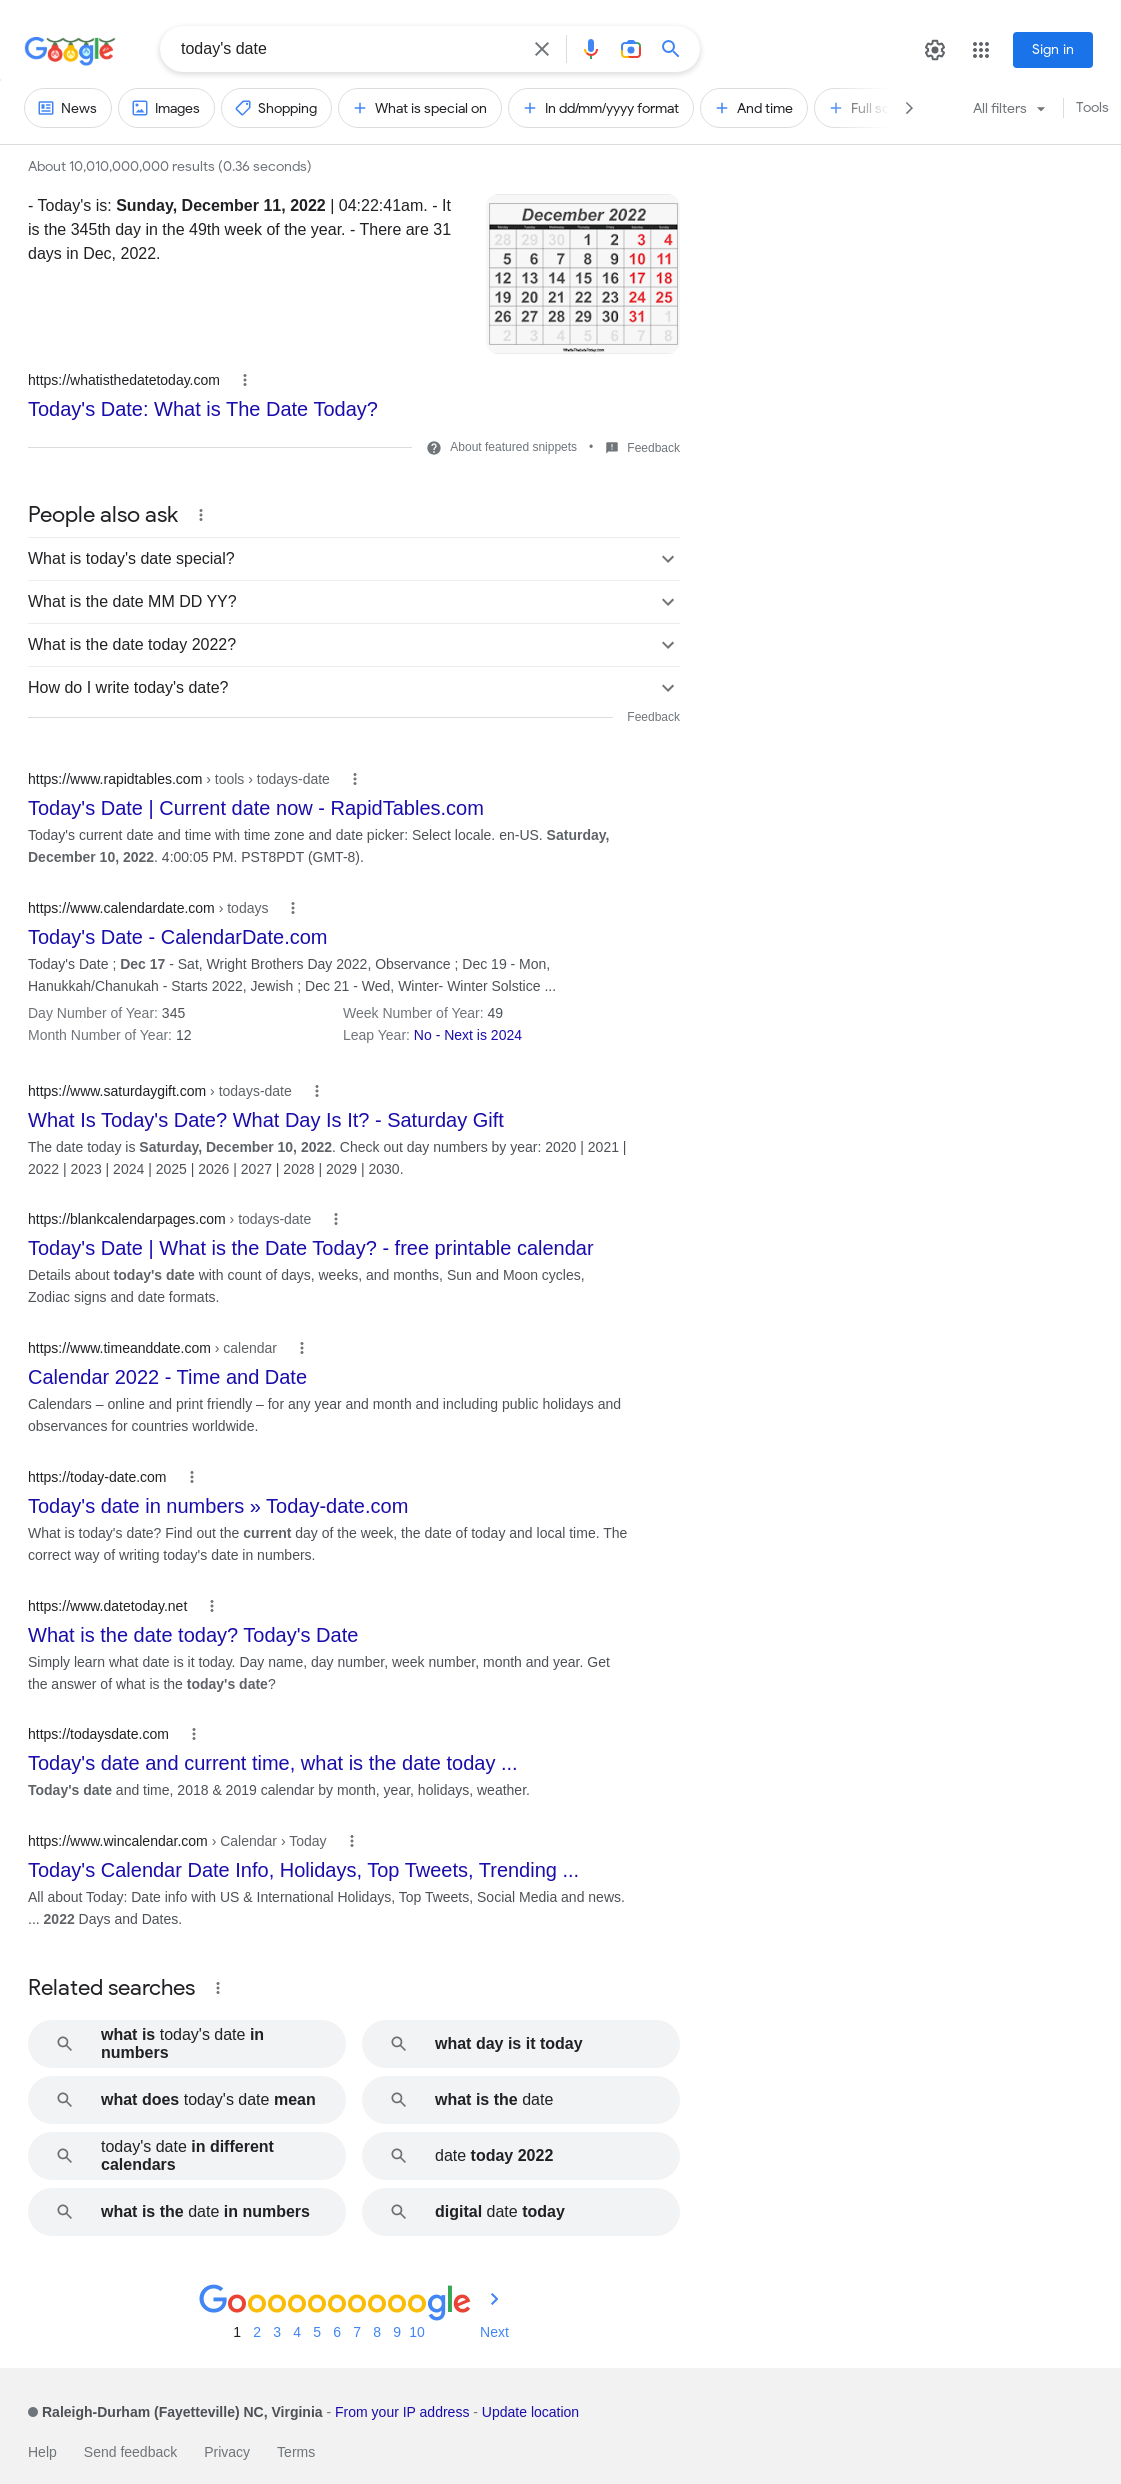 Google
today's date
Sign in
News
Images
Shopping
What is special on
In dd/mm/yyyy format
And time
Full
All filters
Tools
About 10,010,000,000 results (0.36 seconds)
- Today's is: Sunday, December 11, 2022 | 04:22:41am. - It
is the 345th day in the 49th week of the year. - There are 31
days in Dec, 2022.
December 2022
Monday Tuesday Wednesday Thursday Friday Saturday Sunday
28 29 30 1 2 3 4
5 6 7 8 9 10 11
12 13 14 15 16 17 18
19 20 21 22 23 24 25
26 27 28 29 30 31 1
2 3 4 5 6 7 8
https://whatisthedatetoday.com
Today's Date: What is The Date Today?
About featured snippets • Feedback
People also ask
What is today's date special?
What is the date MM DD YY?
What is the date today 2022?
How do I write today's date?
Feedback
https://www.rapidtables.com › tools › todays-date
Today's Date | Current date now - RapidTables.com
Today's current date and time with time zone and date picker: Select locale. en-US. Saturday,
December 10, 2022. 4:00:05 PM. PST8PDT (GMT-8).
https://www.calendardate.com › todays
Today's Date - CalendarDate.com
Today's Date ; Dec 17 - Sat, Wright Brothers Day 2022, Observance ; Dec 19 - Mon,
Hanukkah/Chanukah - Starts 2022, Jewish ; Dec 21 - Wed, Winter- Winter Solstice ...
Day Number of Year: 345 Week Number of Year: 49
Month Number of Year: 12 Leap Year: No - Next is 2024
https://www.saturdaygift.com › todays-date
What Is Today's Date? What Day Is It? - Saturday Gift
The date today is Saturday, December 10, 2022. Check out day numbers by year: 2020 | 2021 |
2022 | 2023 | 2024 | 2025 | 2026 | 2027 | 2028 | 2029 | 2030.
https://blankcalendarpages.com › todays-date
Today's Date | What is the Date Today? - free printable calendar
Details about today's date with count of days, weeks, and months, Sun and Moon cycles,
Zodiac signs and date formats.
https://www.timeanddate.com › calendar
Calendar 2022 - Time and Date
Calendars – online and print friendly – for any year and month and including public holidays and
observances for countries worldwide.
https://today-date.com
Today's date in numbers » Today-date.com
What is today's date? Find out the current day of the week, the date of today and local time. The
correct way of writing today's date in numbers.
https://www.datetoday.net
What is the date today? Today's Date
Simply learn what date is it today. Day name, day number, week number, month and year. Get
the answer of what is the today's date?
https://todaysdate.com
Today's date and current time, what is the date today ...
Today's date and time, 2018 & 2019 calendar by month, year, holidays, weather.
https://www.wincalendar.com › Calendar › Today
Today's Calendar Date Info, Holidays, Top Tweets, Trending ...
All about Today: Date info with US & International Holidays, Top Tweets, Social Media and news.
... 2022 Days and Dates.
Related searches
what is today's date in
numbers
what day is it today
what does today's date mean
what is the date
today's date in different
calendars
date today 2022
what is the date in numbers
digital date today
Goooooooooogle
1 2 3 4 5 6 7 8 9 10 Next
Raleigh-Durham (Fayetteville) NC, Virginia - From your IP address - Update location
Help Send feedback Privacy Terms